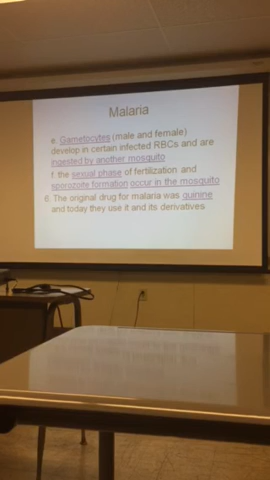 Malaria
e. Gametocytes (male and female)
develop in certain infected RBCs and are
ingested by another mosquito
f. the sexual phase of fertilization and
sporozoite formation occur in the mosquito
6. The original drug for malaria was quinine
and today they use it and its derivatives